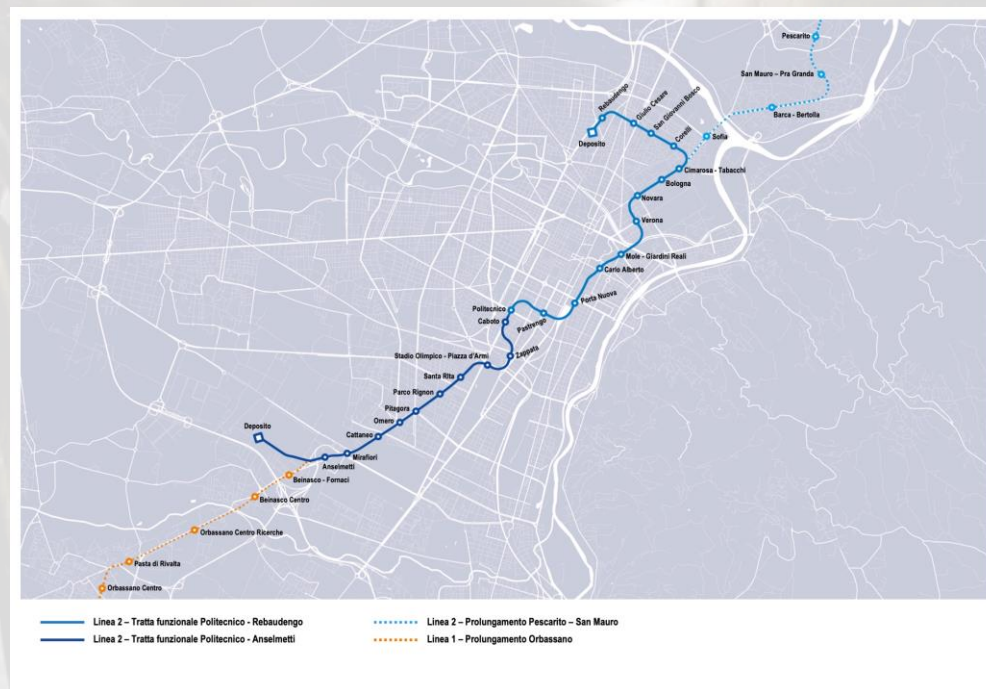 Pescarito
San Mauro – Pra Granda
Barca - Bertolla
Sofia
Rebaudengo
Giulio Cesare
San Giovanni Bosco
Corelli
Deposito
Cimarosa - Tabacchi
Bologna
Novara
Verona
Mole - Giardini Reali
Carlo Alberto
Porta Nuova
Pastrengo
Politecnico
Caboto
Zappata
Stadio Olimpico - Piazza d'Armi
Santa Rita
Parco Rignon
Pitagora
Omero
Cattaneo
Mirafiori
Anselmetti
Deposito
Beinasco - Fornaci
Beinasco Centro
Orbassano Centro Ricerche
Pasta di Rivalta
Orbassano Centro
Linea 2 – Tratta funzionale Politecnico - Rebaudengo
Linea 2 – Prolungamento Pescarito – San Mauro
Linea 2 – Tratta funzionale Politecnico - Anselmetti
Linea 1 – Prolungamento Orbassano